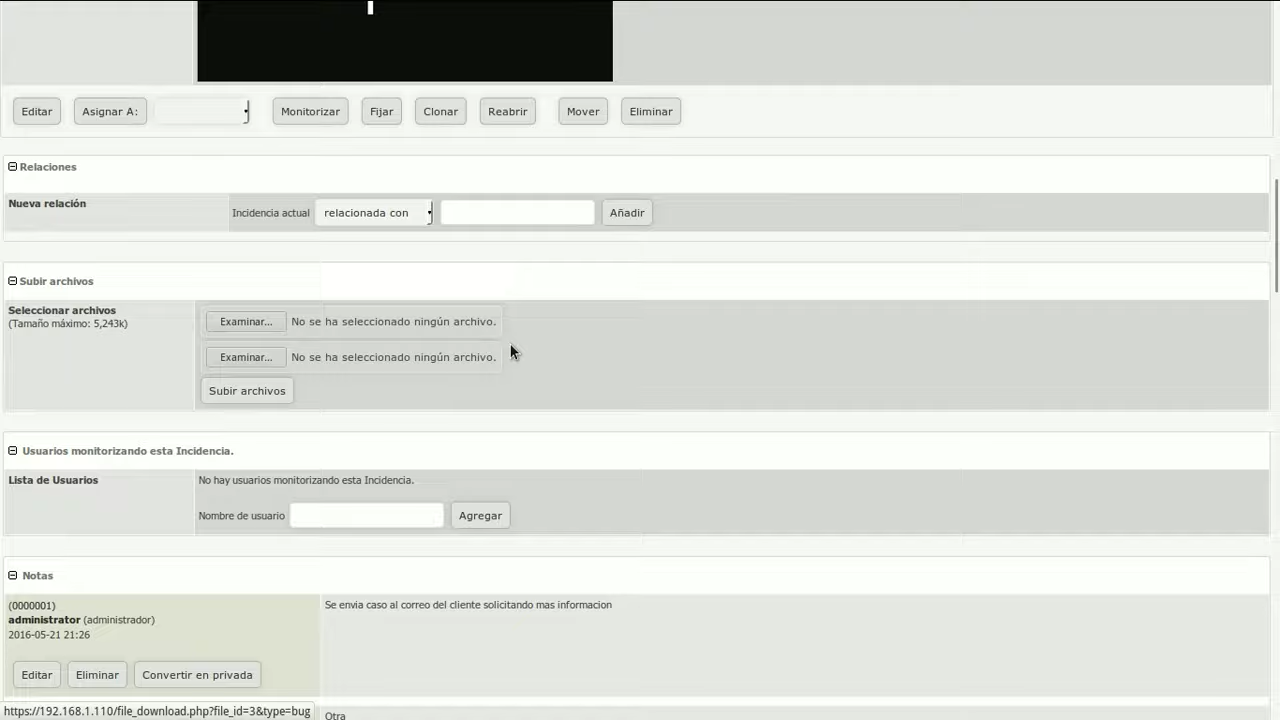 Editar Asignar A: Monitorizar Fijar Clonar Reabrir Mover Eliminar
Relaciones
Nueva relación Incidencia actual relacionada con Añadir
Subir archivos
Seleccionar archivos
(Tamaño máximo: 5,243k)
Examinar... No se ha seleccionado ningún archivo.
Examinar... No se ha seleccionado ningún archivo.
Subir archivos
Usuarios monitorizando esta Incidencia.
Lista de Usuarios No hay usuarios monitorizando esta Incidencia.
Nombre de usuario Agregar
Notas
(0000001) Se envia caso al correo del cliente solicitando mas informacion
administrator (administrador)
2016-05-21 21:26
Editar Eliminar Convertir en privada
https://192.168.1.110/file_download.php?file_id=3&type=bug Otra